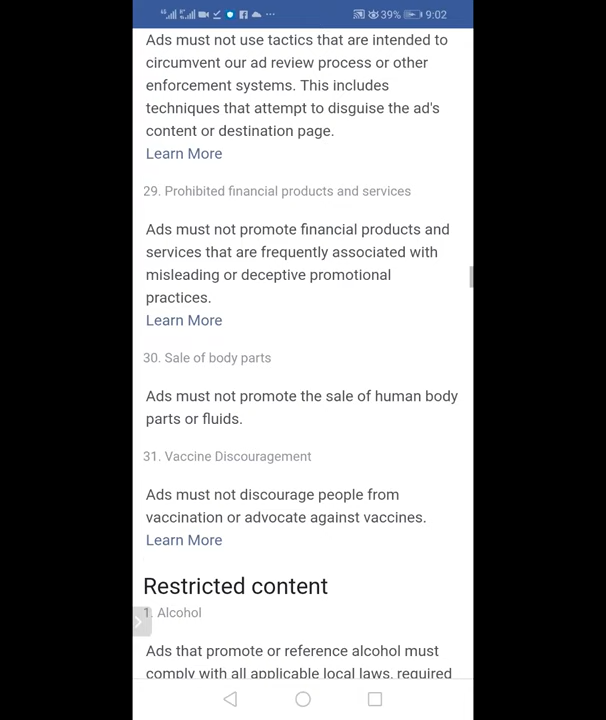 39% 9:02
Ads must not use tactics that are intended to
circumvent our ad review process or other
enforcement systems. This includes
techniques that attempt to disguise the ad's
content or destination page.
Learn More
29. Prohibited financial products and services
Ads must not promote financial products and
services that are frequently associated with
misleading or deceptive promotional
practices.
Learn More
30. Sale of body parts
Ads must not promote the sale of human body
parts or fluids.
31. Vaccine Discouragement
Ads must not discourage people from
vaccination or advocate against vaccines.
Learn More
Restricted content
1. Alcohol
Ads that promote or reference alcohol must
comply with all applicable local laws, required